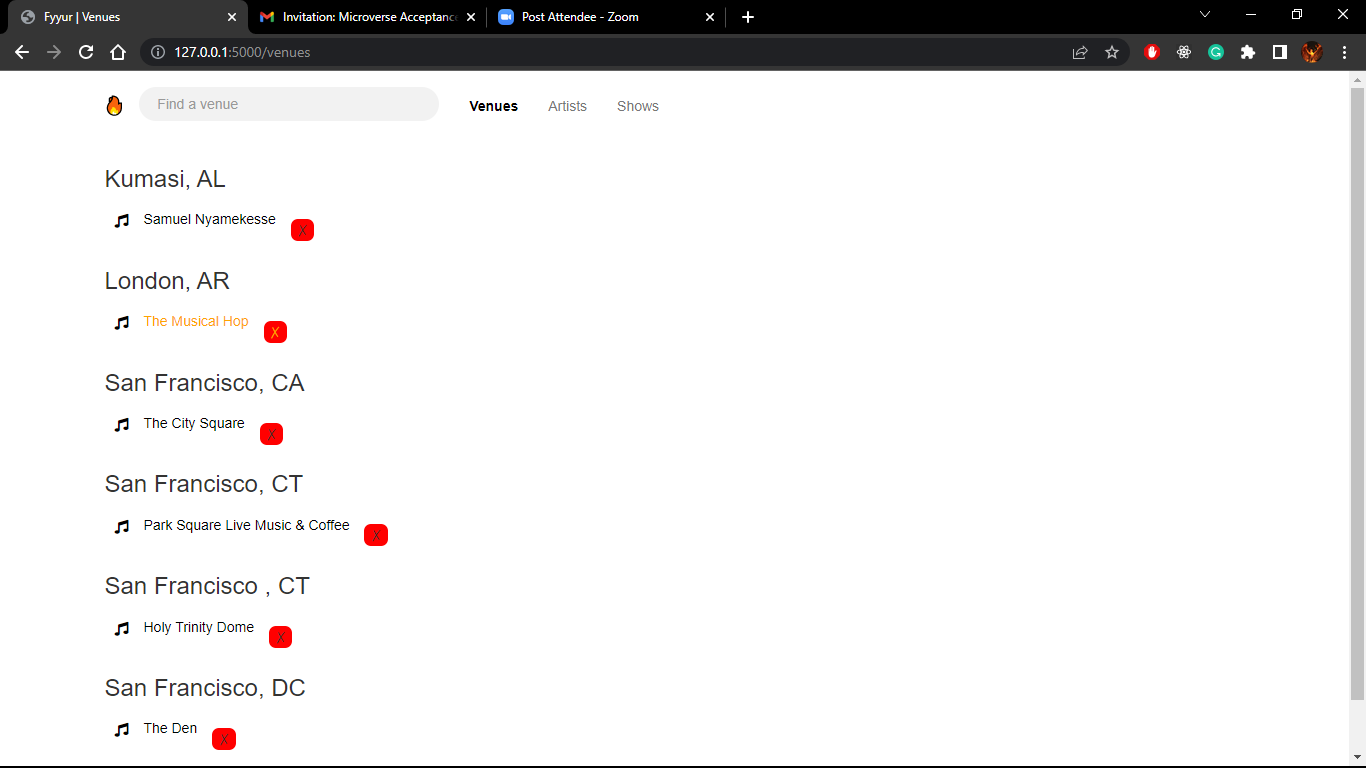 Fyyur | Venues
Invitation: Microverse Acceptance
Post Attendee - Zoom
127.0.0.1:5000/venues
Find a venue
Venues
Artists
Shows
Kumasi, AL
Samuel Nyamekesse
X
London, AR
The Musical Hop
X
San Francisco, CA
The City Square
X
San Francisco, CT
Park Square Live Music & Coffee
X
San Francisco , CT
Holy Trinity Dome
X
San Francisco, DC
The Den
X